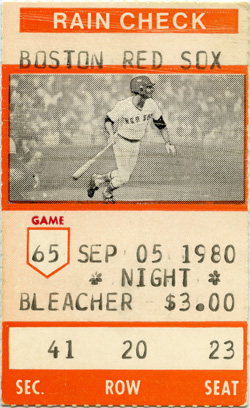 RAIN CHECK
BOSTON RED SOX
RED SOX
GAME
65 SEP 05 1980
* NIGHT *
BLEACHER $3.00
41 20 23
SEC. ROW SEAT